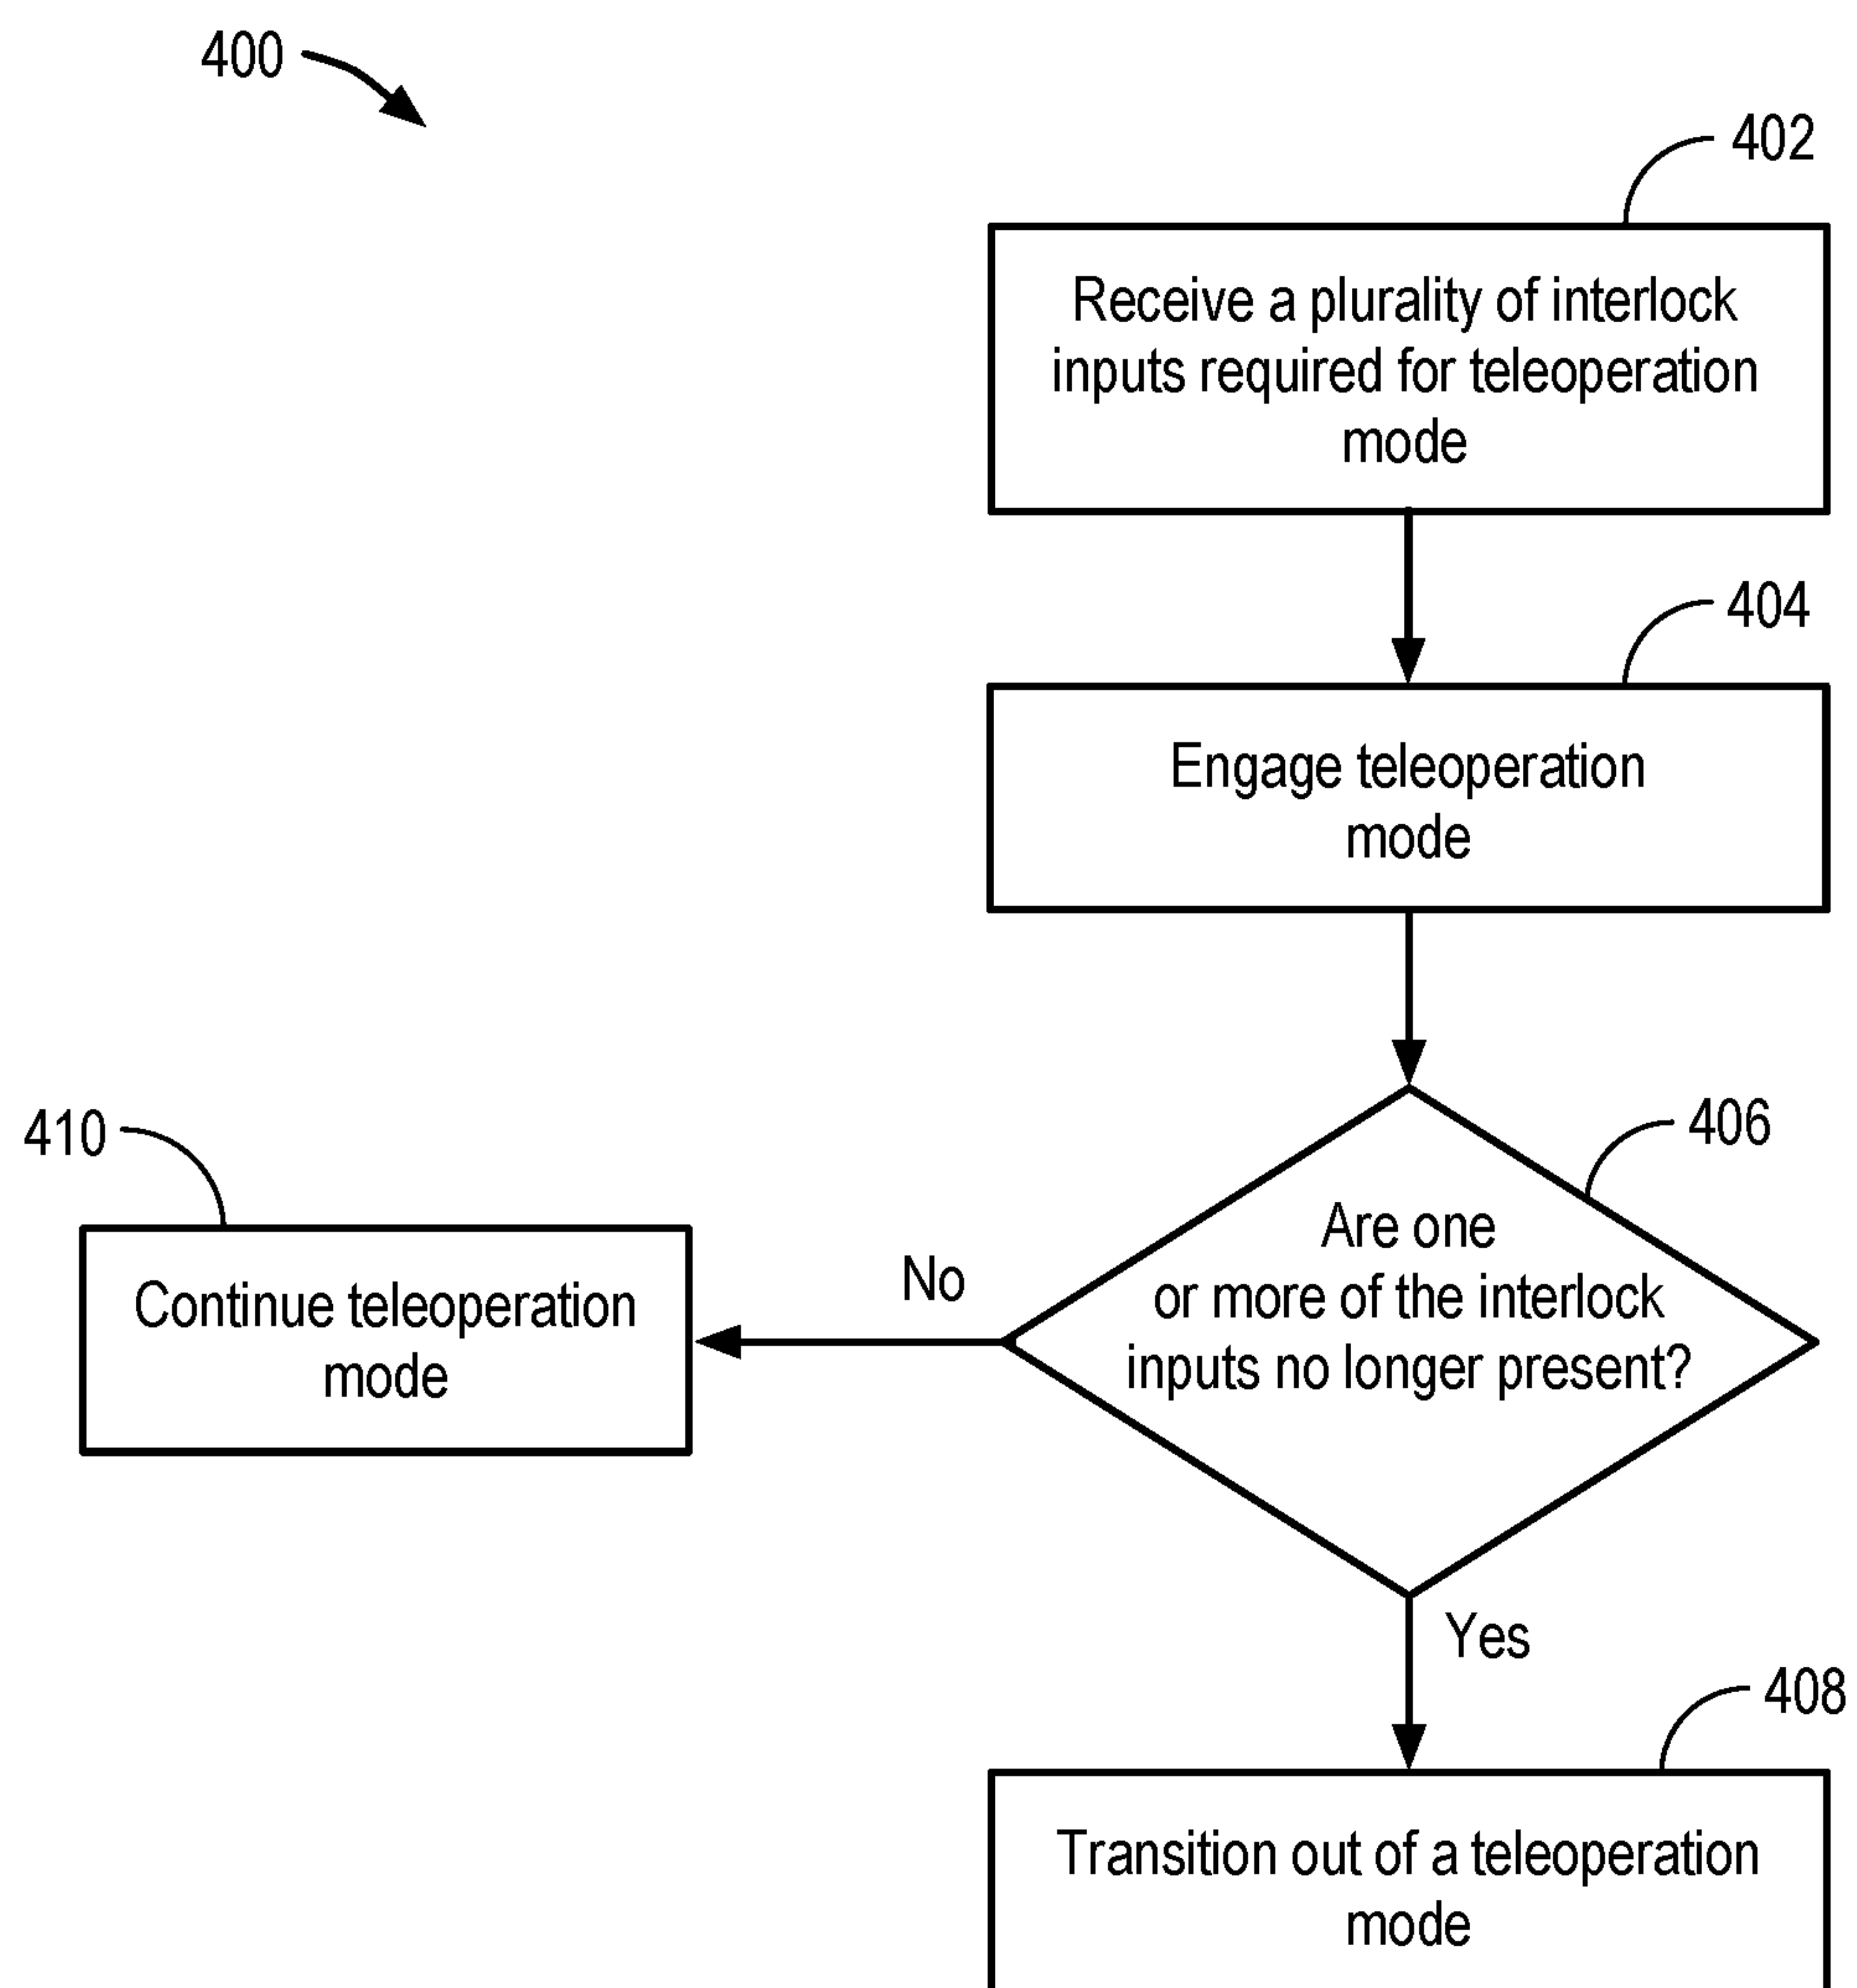 400
402
Receive a plurality of interlock
inputs required for teleoperation
mode
404
Engage teleoperation
mode
406
Are one
or more of the interlock
inputs no longer present?
No
410
Continue teleoperation
mode
Yes
408
Transition out of a teleoperation
mode